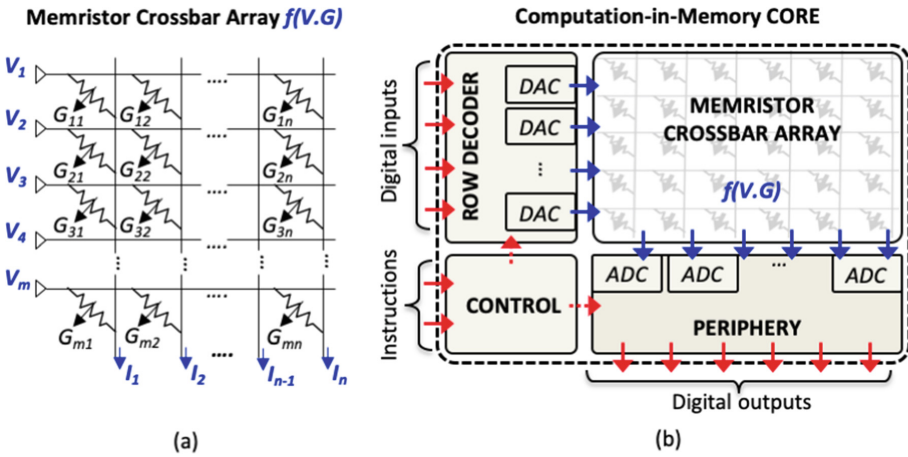 Memristor Crossbar Array f(V.G)
V1
V2
V3
V4
Vm
....
G11 G12 G1n
....
G21 G22 G2n
....
G31 G32 G3n
....
⋮ ⋮ ... ⋮ ⋮
....
Gm1 Gm2 Gmn
....
I1 I2 In-1 In
(a)
Computation-in-Memory CORE
Digital inputs
ROW DECODER
DAC
DAC
...
DAC
MEMRISTOR
CROSSBAR ARRAY
f(V.G)
Instructions
CONTROL
ADC ADC ... ADC
PERIPHERY
Digital outputs
(b)